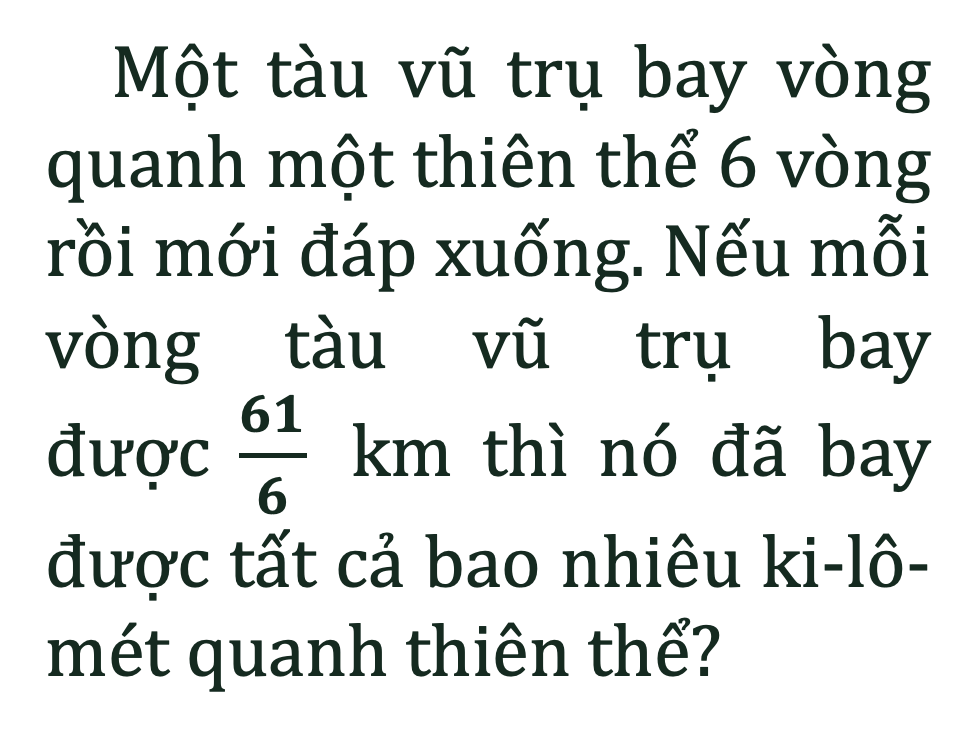 Một tàu vũ trụ bay vòng
quanh một thiên thể 6 vòng
rồi mới đáp xuống. Nếu mỗi
vòng tàu vũ trụ bay
được 61/6 km thì nó đã bay
được tất cả bao nhiêu ki-lô-
mét quanh thiên thể?